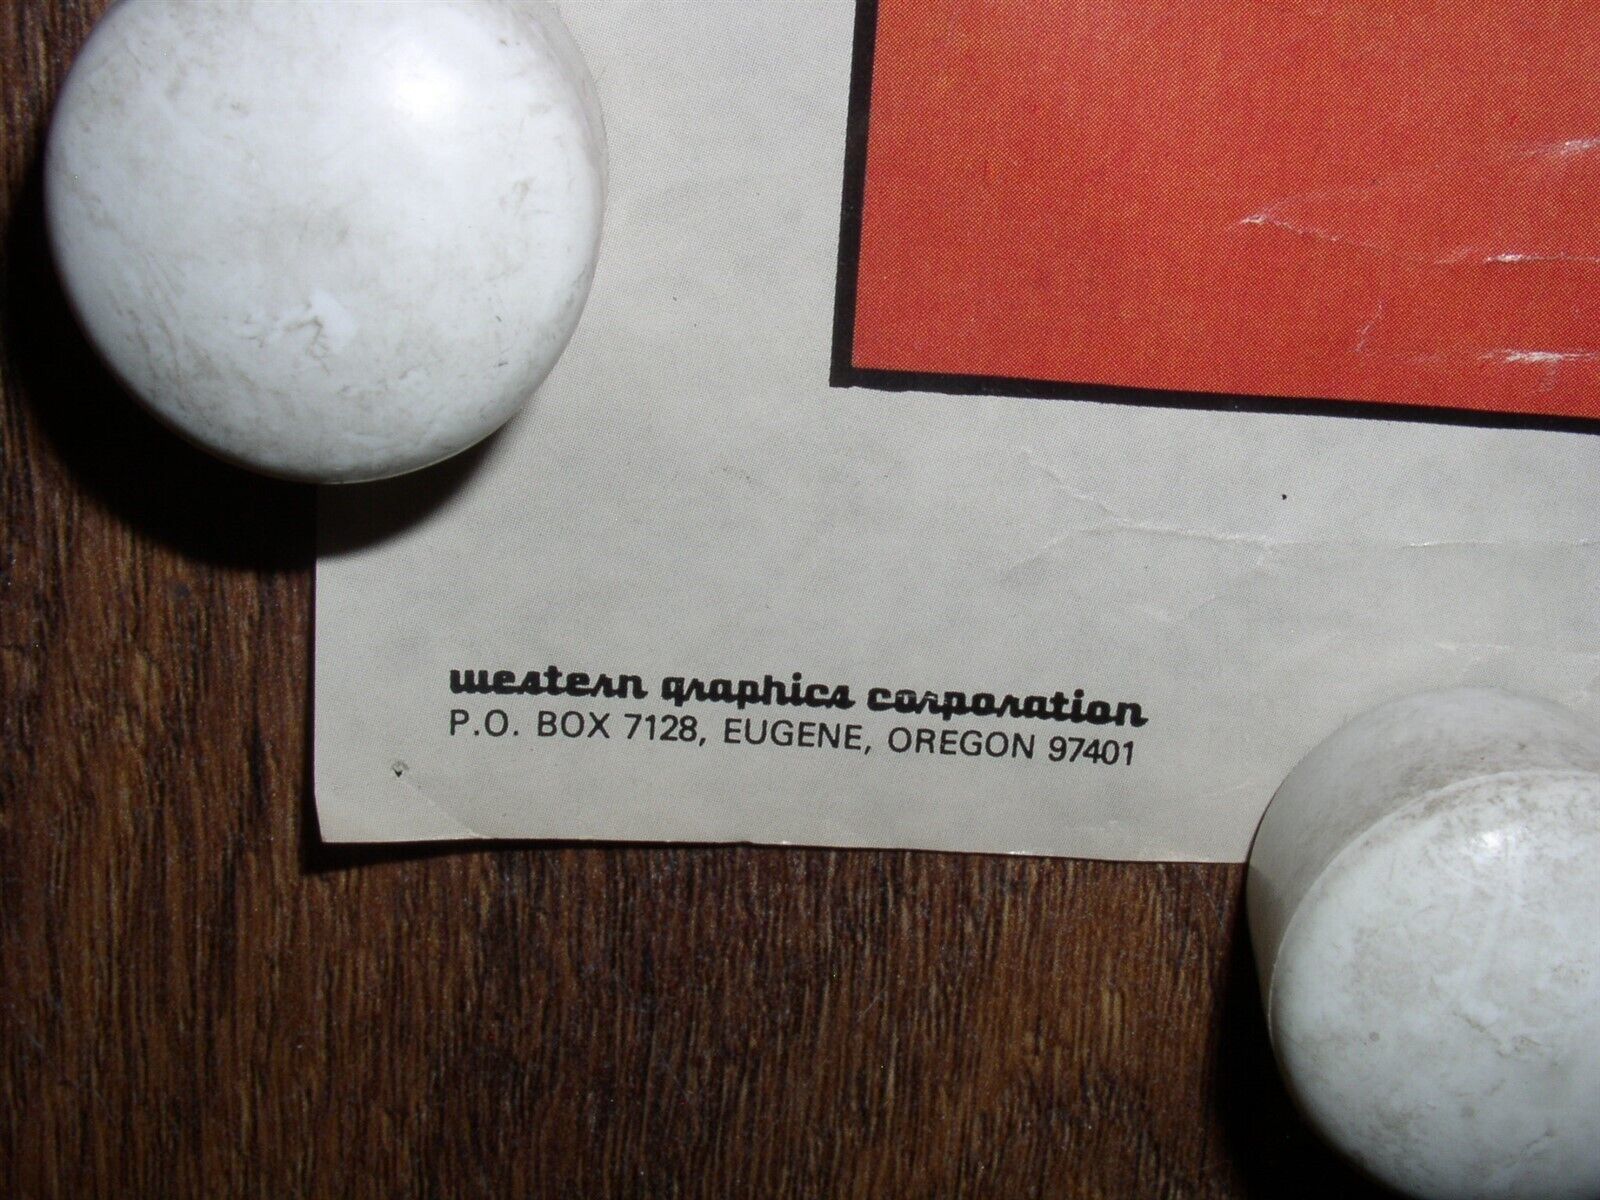 western graphics corporation
P.O. BOX 7128, EUGENE, OREGON 97401